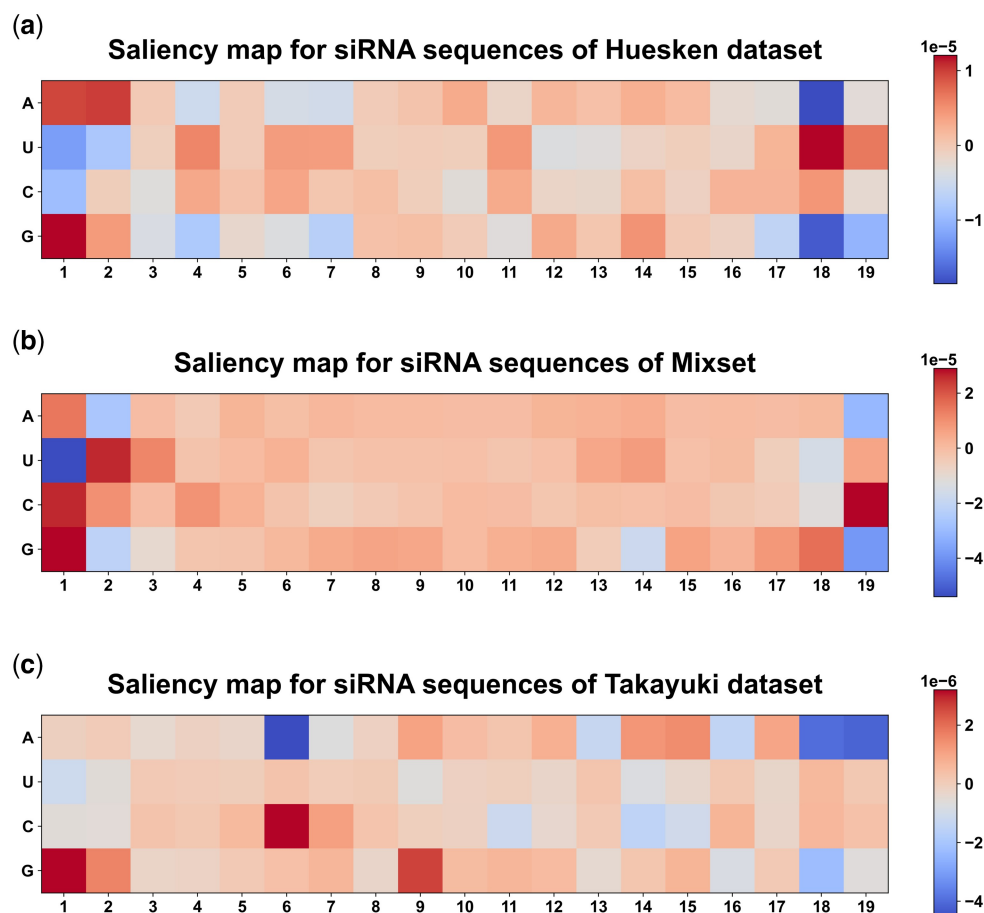 (a)
Saliency map for siRNA sequences of Huesken dataset
1e−5
A
U
C
G
1 2 3 4 5 6 7 8 9 10 11 12 13 14 15 16 17 18 19
1
0
−1
(b)
Saliency map for siRNA sequences of Mixset
1e−5
A
U
C
G
1 2 3 4 5 6 7 8 9 10 11 12 13 14 15 16 17 18 19
2
0
−2
−4
(c)
Saliency map for siRNA sequences of Takayuki dataset
1e−6
A
U
C
G
1 2 3 4 5 6 7 8 9 10 11 12 13 14 15 16 17 18 19
2
0
−2
−4